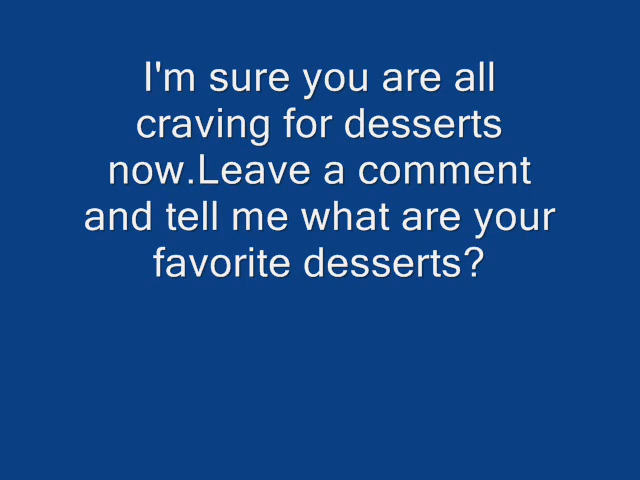 I'm sure you are all
craving for desserts
now.Leave a comment
and tell me what are your
favorite desserts?